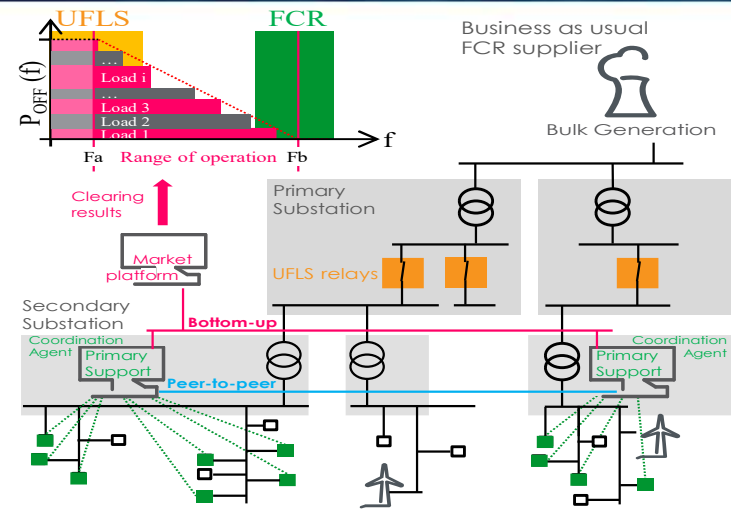 UFLS
FCR
P_OFF (f)
...
Load i
...
Load 3
Load 2
Load 1
f
Fa
Range of operation
Fb
Clearing
results
Market
platform
Business as usual
FCR supplier
Bulk Generation
Primary
Substation
UFLS relays
Secondary
Substation
Bottom-up
Coordination
Agent
Primary
Support
Peer-to-peer
Coordination
Agent
Primary
Support